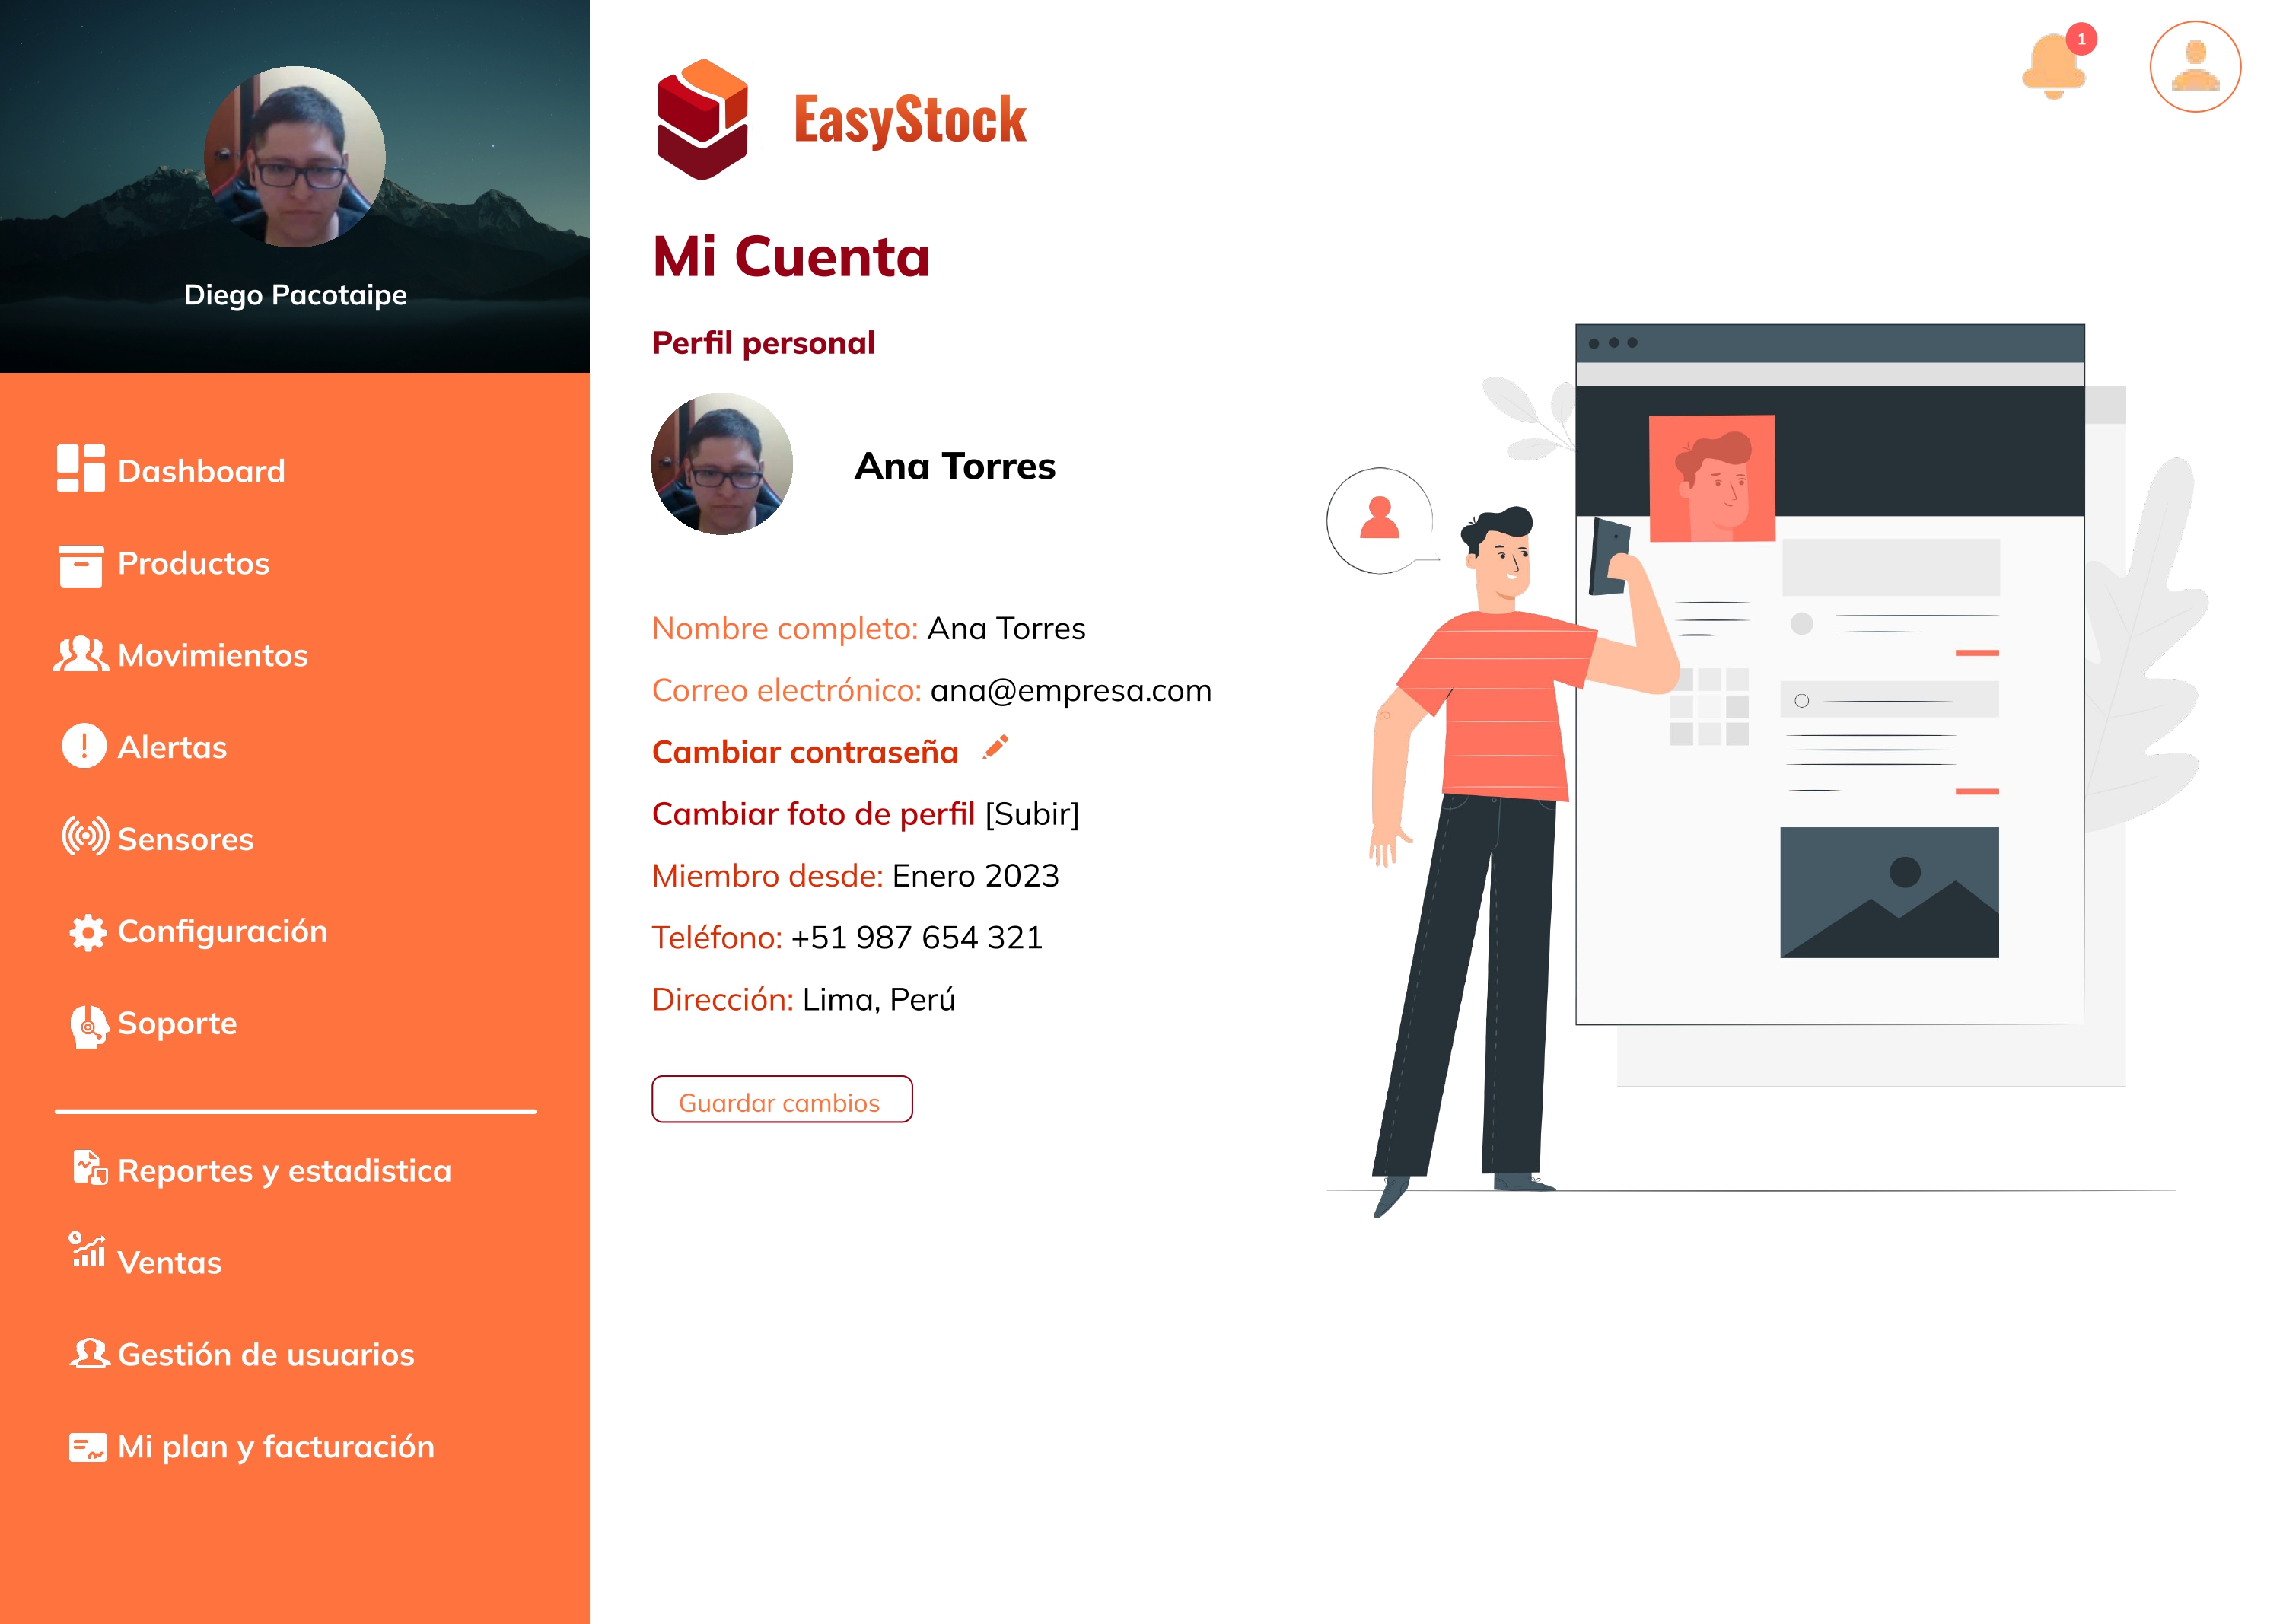 Diego Pacotaipe
Dashboard
Productos
Movimientos
Alertas
Sensores
Configuración
Soporte
Reportes y estadistica
Ventas
Gestión de usuarios
Mi plan y facturación
EasyStock
1
Mi Cuenta
Perfil personal
Ana Torres
Nombre completo: Ana Torres
Correo electrónico: ana@empresa.com
Cambiar contraseña
Cambiar foto de perfil [Subir]
Miembro desde: Enero 2023
Teléfono: +51 987 654 321
Dirección: Lima, Perú
Guardar cambios